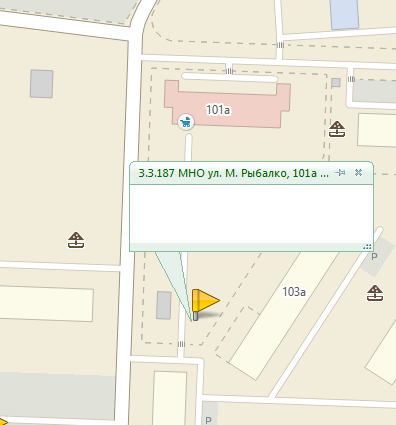 101а
3.3.187 МНО ул. М. Рыбалко, 101а ...
P
103а
P